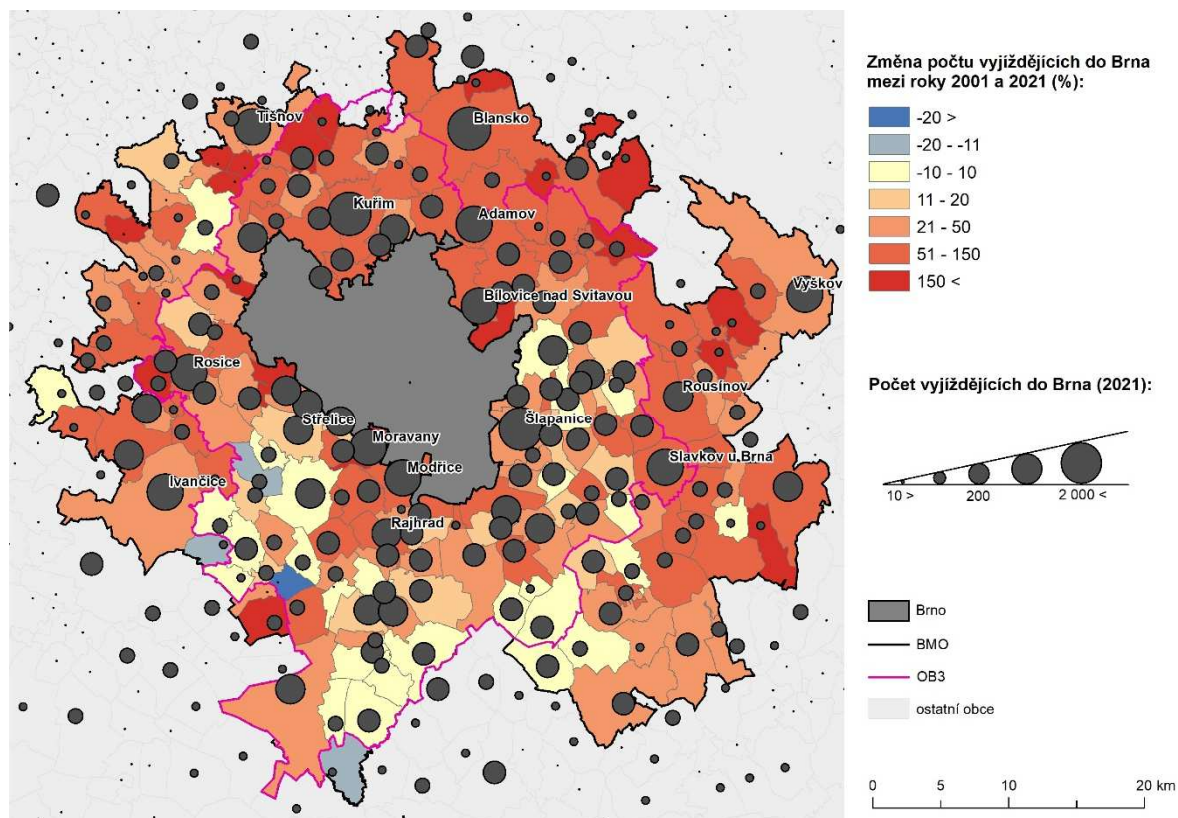 Změna počtu vyjíždějících do Brna
mezi roky 2001 a 2021 (%):
-20 >
-20 - -11
-10 - 10
11 - 20
21 - 50
51 - 150
150 <
Počet vyjíždějících do Brna (2021):
10 > 200 2 000 <
Brno
BMO
OB3
ostatní obce
0 5 10 20 km
Tišnov
Blansko
Kuřim
Adamov
Vyškov
Bílovice nad Svitavou
Rosice
Rousínov
Střelice
Šlapanice
Moravany
Modřice
Slavkov u Brna
Ivančice
Rajhrad